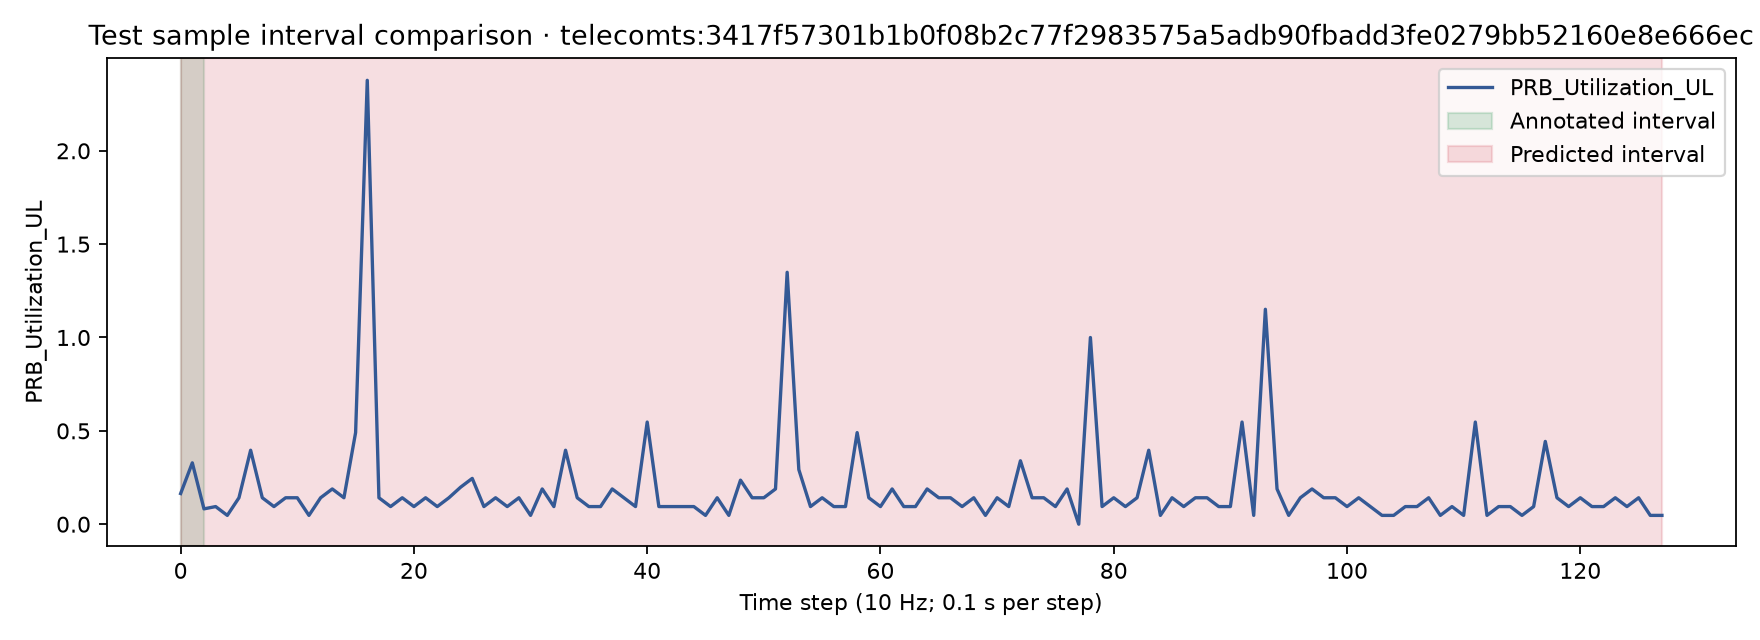 Test sample interval comparison · telecomts:3417f57301b1b0f08b2c77f2983575a5adb90fbadd3fe0279bb52160e8e666ec
PRB_Utilization_UL
Annotated interval
Predicted interval
PRB_Utilization_UL
2.0
1.5
1.0
0.5
0.0
0 20 40 60 80 100 120
Time step (10 Hz; 0.1 s per step)